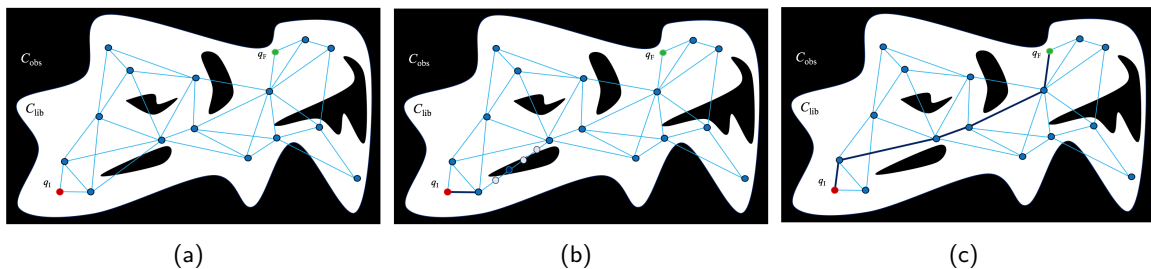 C_obs
C_lib
q_I
q_F
C_obs
C_lib
q_I
q_F
C_obs
C_lib
q_I
q_F
(a)
(b)
(c)